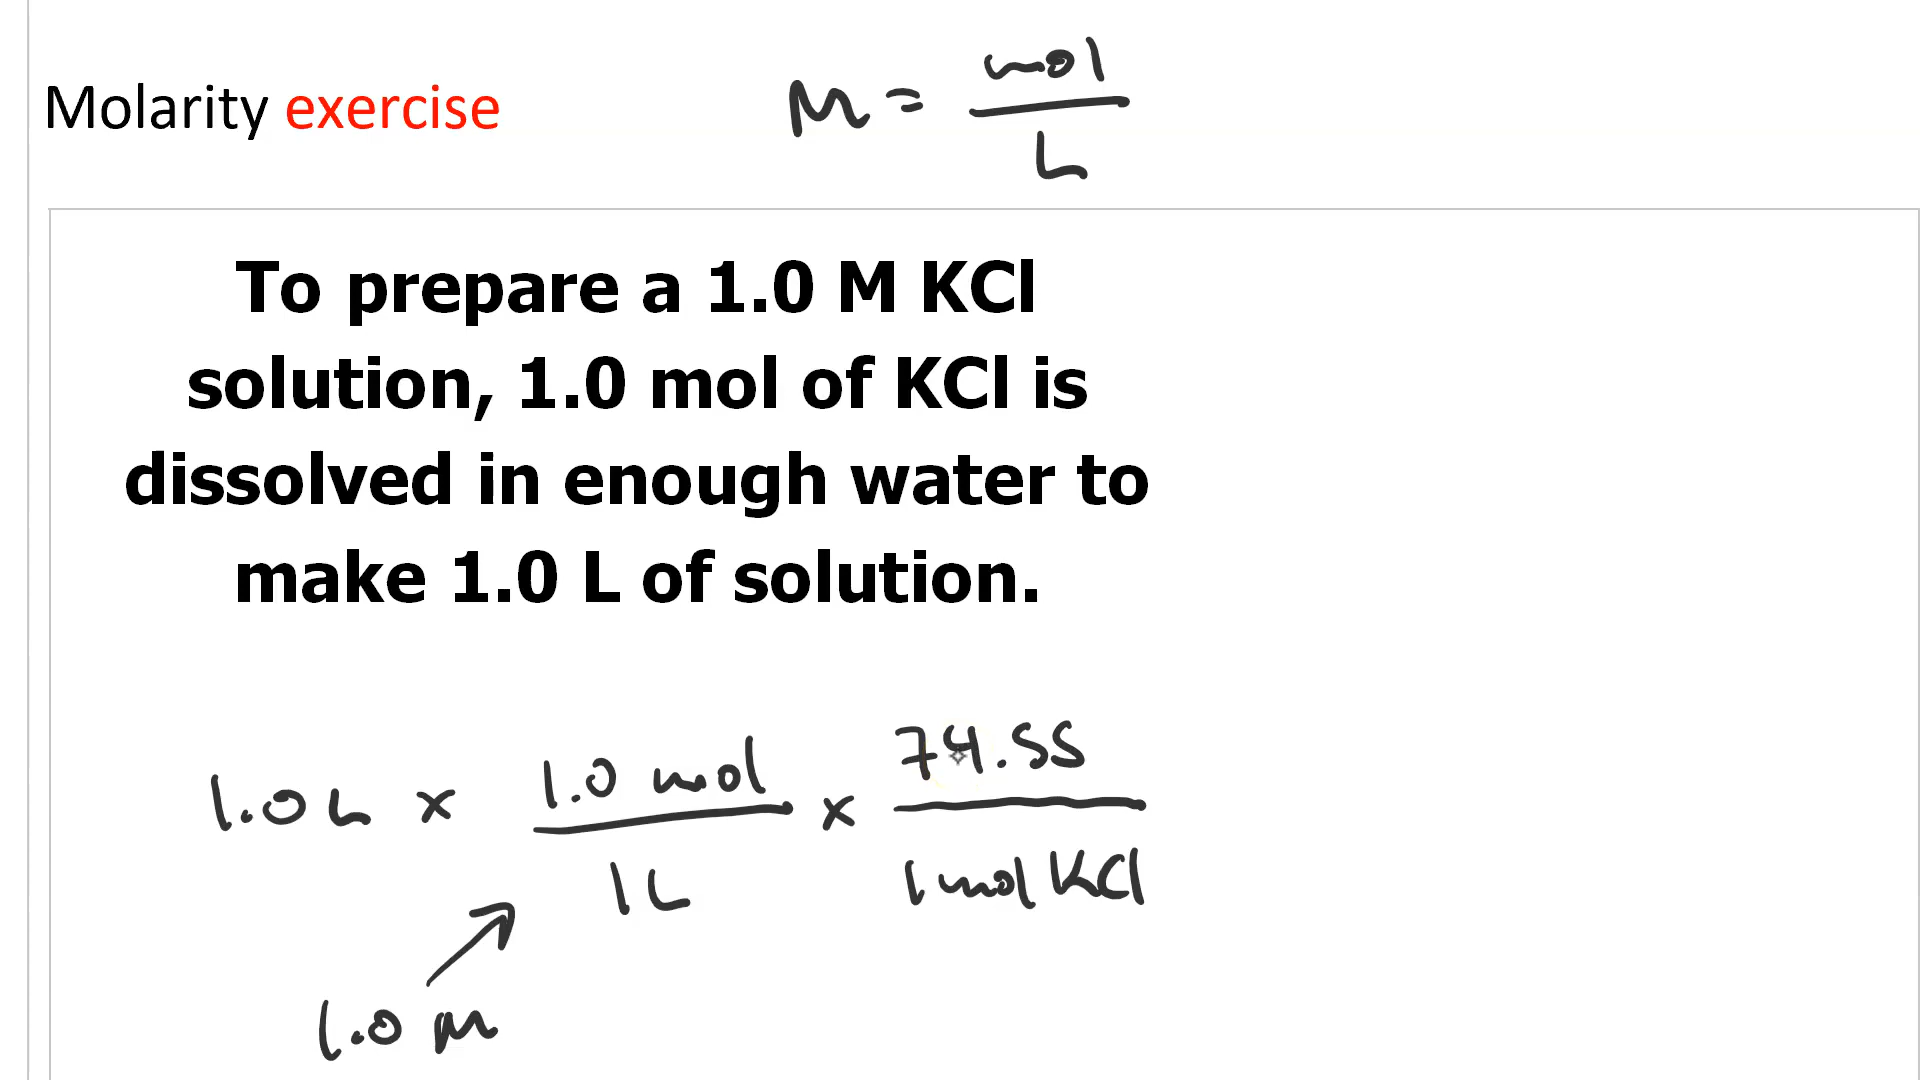 Molarity exercise
M = mol / L
To prepare a 1.0 M KCl
solution, 1.0 mol of KCl is
dissolved in enough water to
make 1.0 L of solution.
1.0 L × 1.0 mol / 1 L × 74.55 / 1 mol KCl
1.0 M